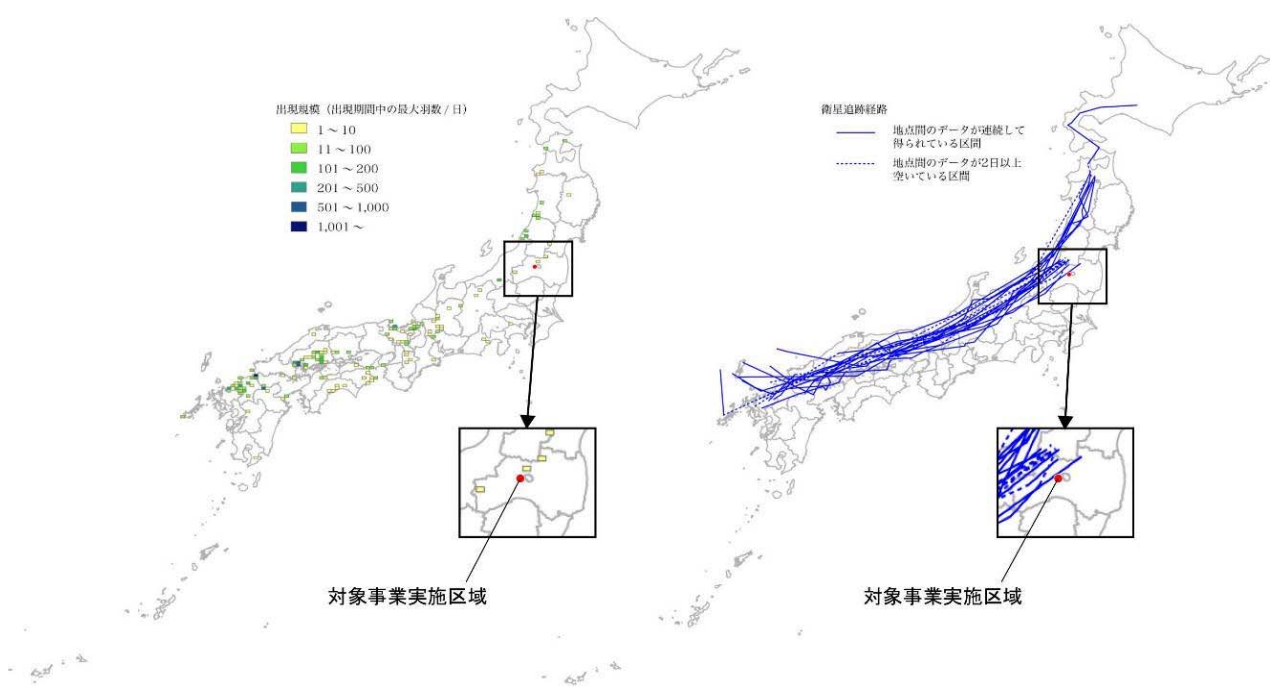 出現規模（出現期間中の最大羽数 / 日）
1～10
11～100
101～200
201～500
501～1,000
1,001～
対象事業実施区域
衛星追跡経路
地点間のデータが連続して
得られている区間
地点間のデータが2日以上
空いている区間
対象事業実施区域